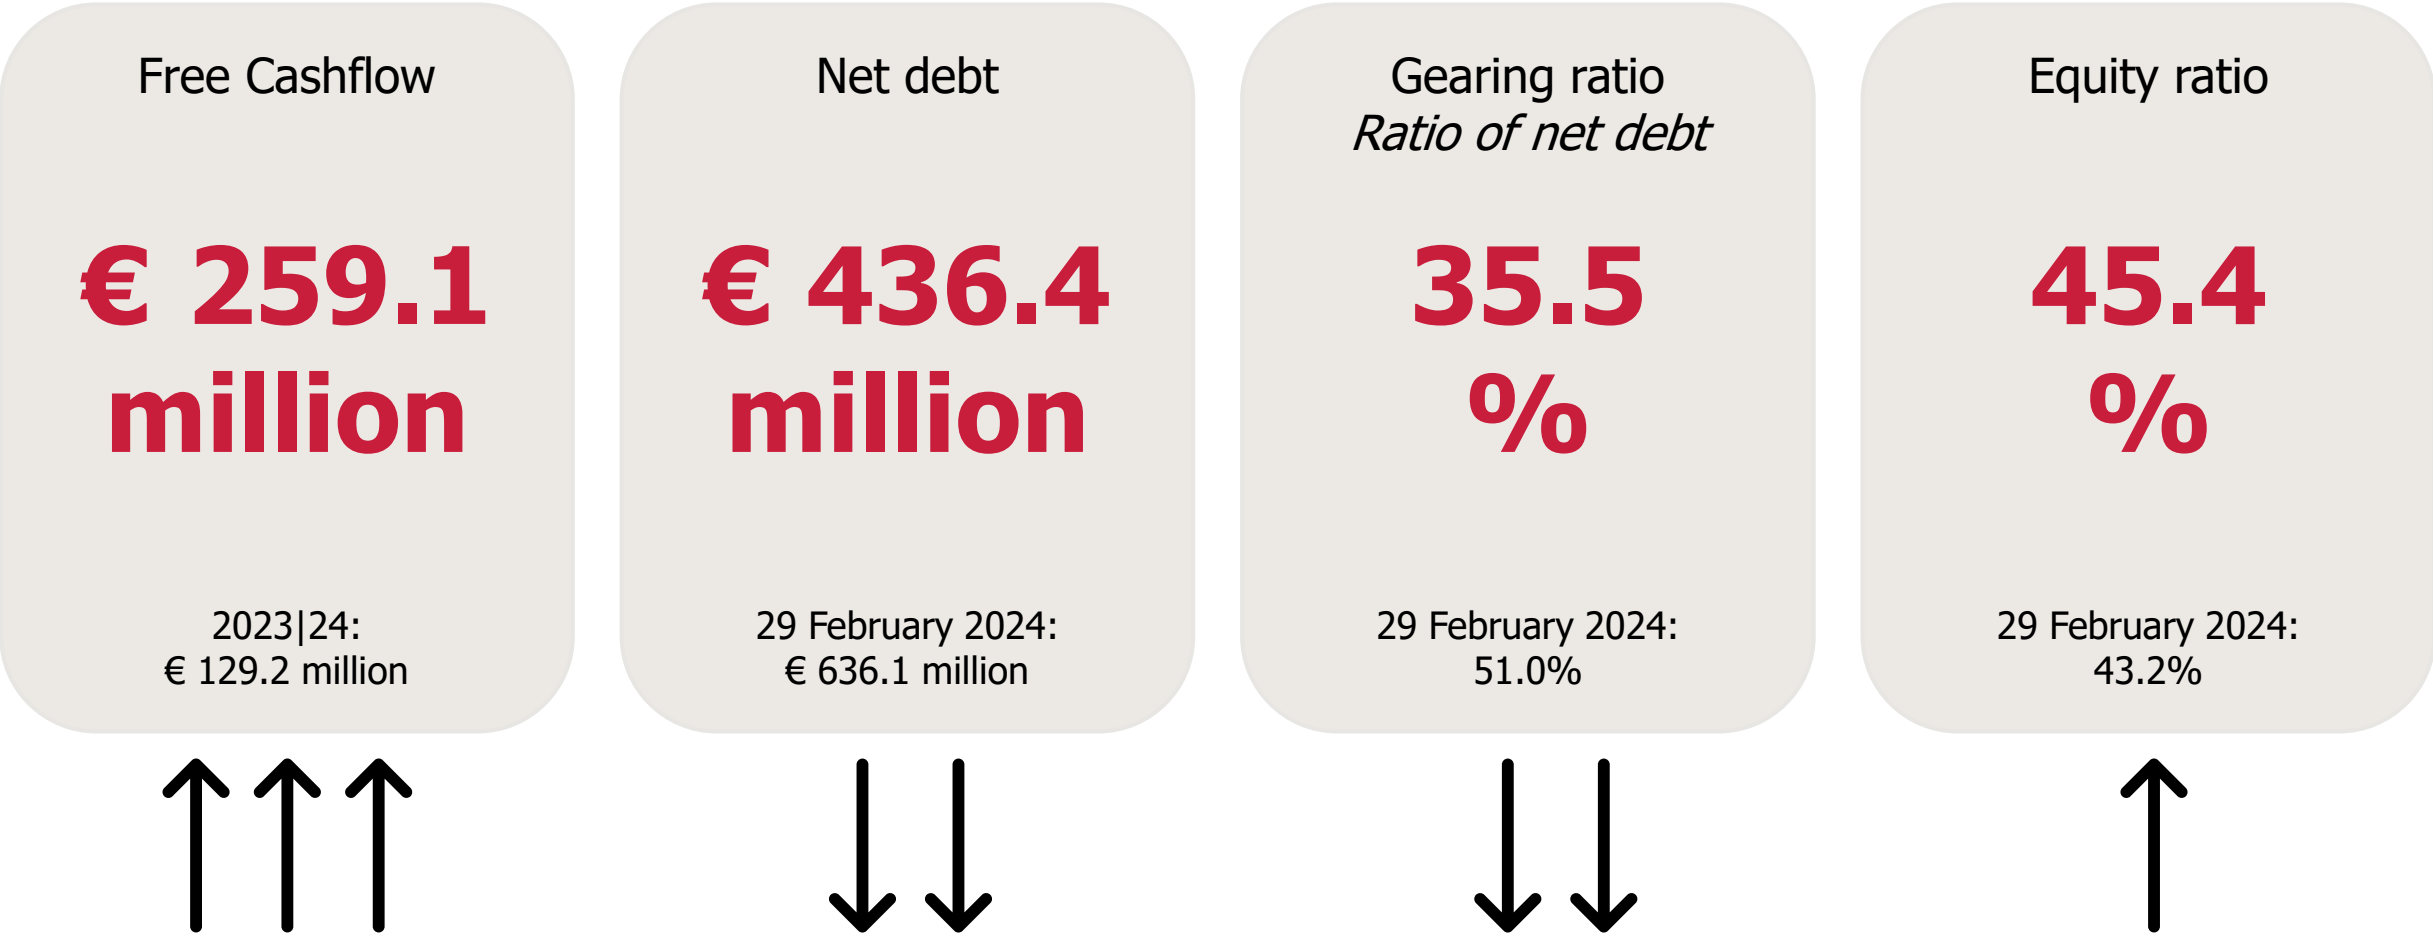 Free Cashflow
€ 259.1
million
2023|24:
€ 129.2 million
Net debt
€ 436.4
million
29 February 2024:
€ 636.1 million
Gearing ratio
Ratio of net debt
35.5
%
29 February 2024:
51.0%
Equity ratio
45.4
%
29 February 2024:
43.2%